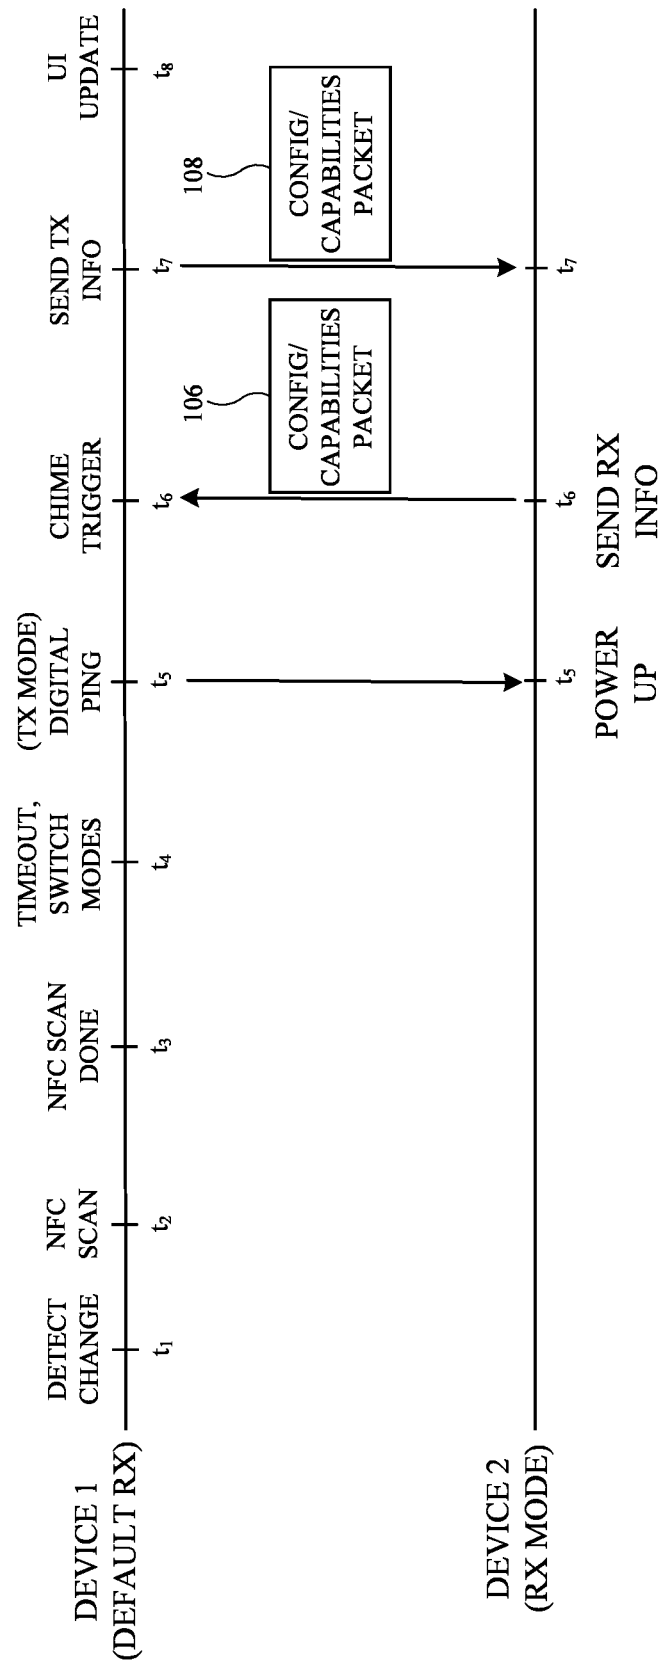 DEVICE 1
(DEFAULT RX)
DETECT
CHANGE
t1
NFC
SCAN
t2
NFC SCAN
DONE
t3
TIMEOUT,
SWITCH
MODES
t4
(TX MODE)
DIGITAL
PING
t5
CHIME
TRIGGER
t6
SEND TX
INFO
t7
UI
UPDATE
t8
106
CONFIG/
CAPABILITIES
PACKET
108
CONFIG/
CAPABILITIES
PACKET
DEVICE 2
(RX MODE)
t5
POWER
UP
t6
SEND RX
INFO
t7